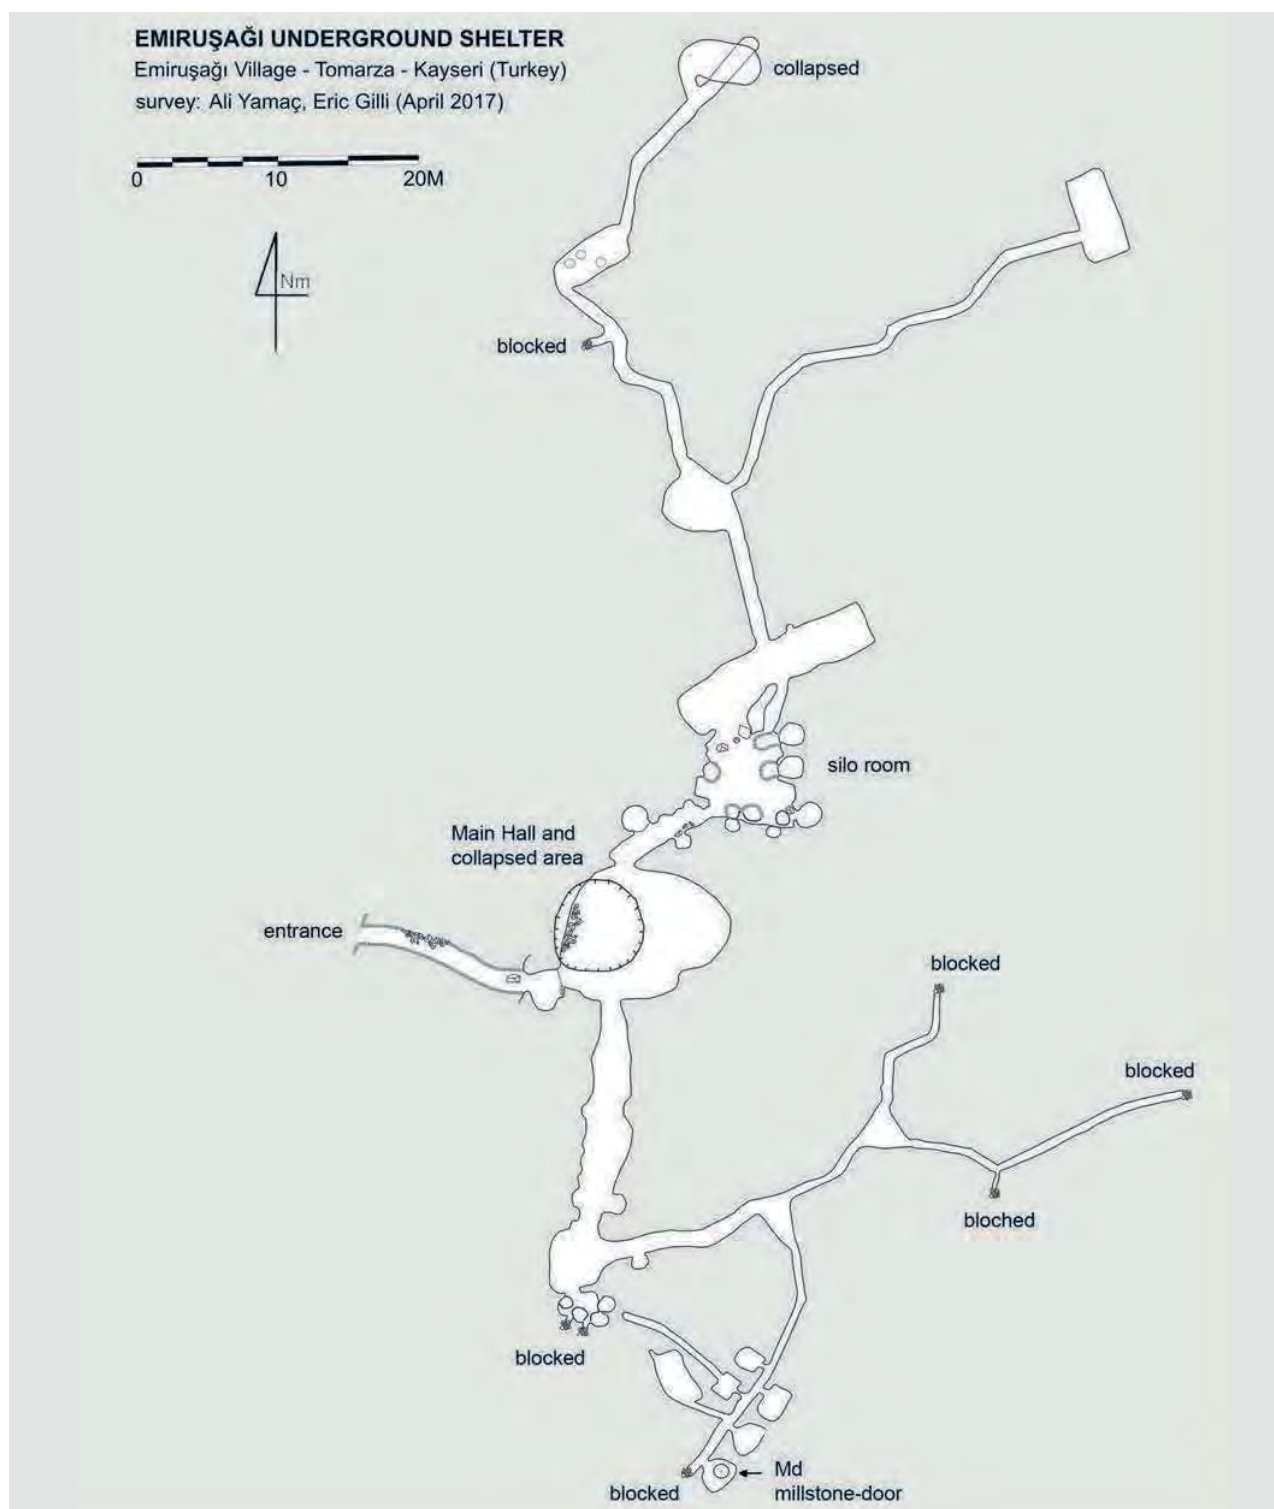 EMIRUŞAĞI UNDERGROUND SHELTER
Emiruşağı Village - Tomarza - Kayseri (Turkey)
survey: Ali Yamaç, Eric Gilli (April 2017)
0 10 20M
Nm
collapsed
blocked
silo room
Main Hall and
collapsed area
entrance
blocked
blocked
bloched
blocked
blocked
Md
millstone-door